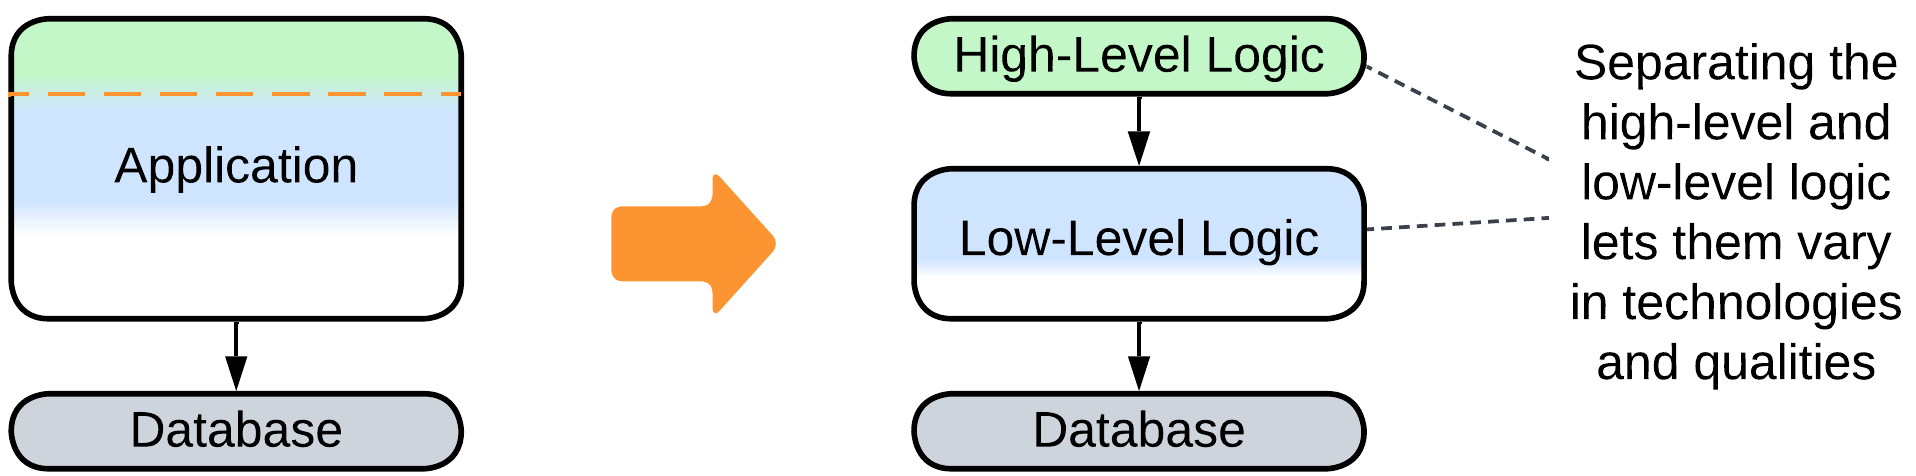 Application
Database
High-Level Logic
Low-Level Logic
Database
Separating the
high-level and
low-level logic
lets them vary
in technologies
and qualities